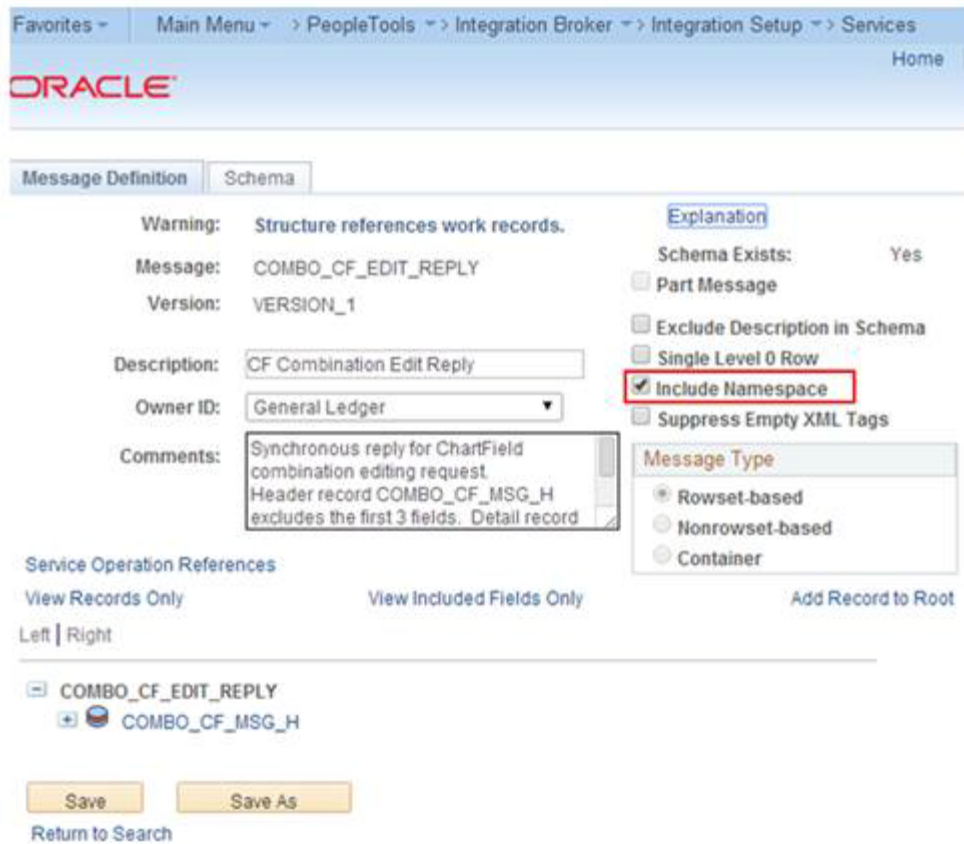 Favorites Main Menu > PeopleTools > Integration Broker > Integration Setup > Services
Home
ORACLE
Message Definition Schema
Warning: Structure references work records. Explanation
Schema Exists: Yes
Message: COMBO_CF_EDIT_REPLY
Part Message
Version: VERSION_1
Exclude Description in Schema
Single Level 0 Row
Description: CF Combination Edit Reply
Include Namespace
Owner ID: General Ledger
Suppress Empty XML Tags
Comments: Synchronous reply for ChartField
combination editing request.
Header record COMBO_CF_MSG_H
excludes the first 3 fields. Detail record
Message Type
Rowset-based
Nonrowset-based
Container
Service Operation References
View Records Only View Included Fields Only Add Record to Root
Left | Right
COMBO_CF_EDIT_REPLY
COMBO_CF_MSG_H
Save Save As
Return to Search